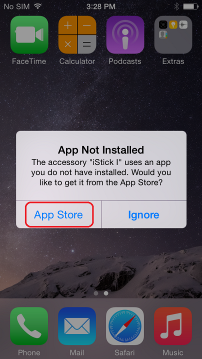 No SIM 3:28 PM
FaceTime Calculator Podcasts Extras
App Not Installed
The accessory "iStick I" uses an app
you do not have installed. Would you
like to get it from the App Store?
App Store Ignore
Phone Mail Safari Music